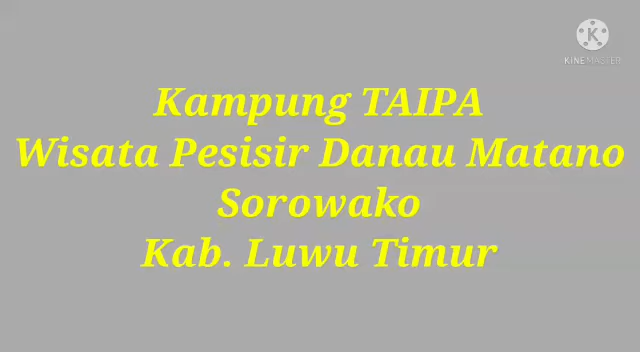 KINEMASTER
Kampung TAIPA
Wisata Pesisir Danau Matano
Sorowako
Kab. Luwu Timur